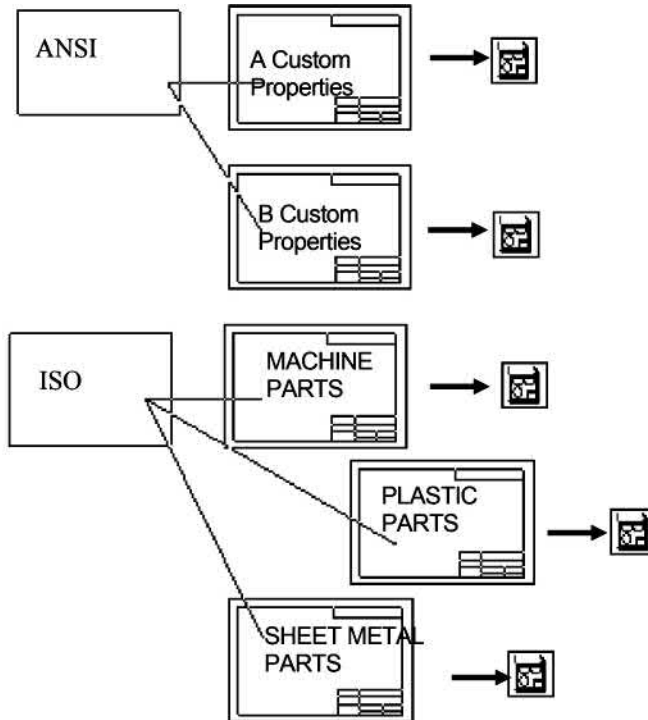 ANSI
A Custom
Properties
B Custom
Properties
ISO
MACHINE
PARTS
PLASTIC
PARTS
SHEET METAL
PARTS